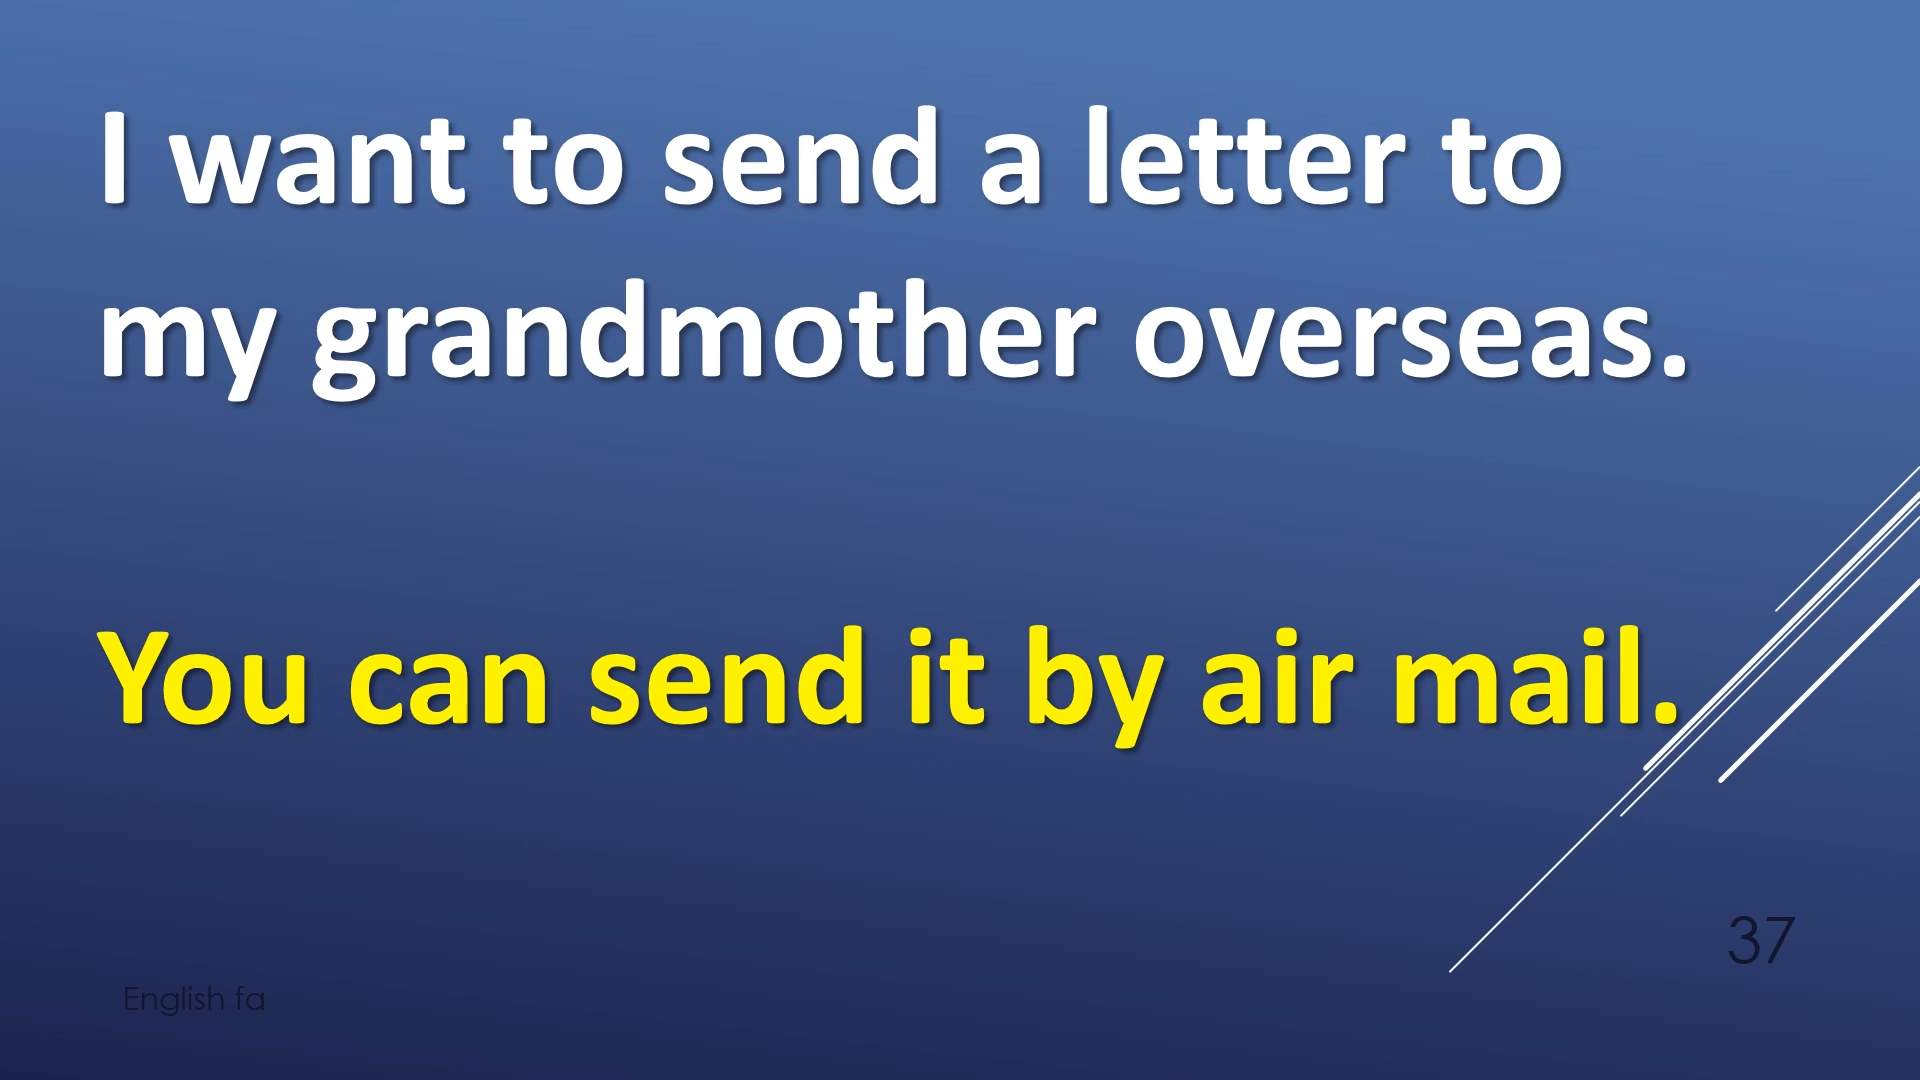 I want to send a letter to
my grandmother overseas.
You can send it by air mail.
37
English fa